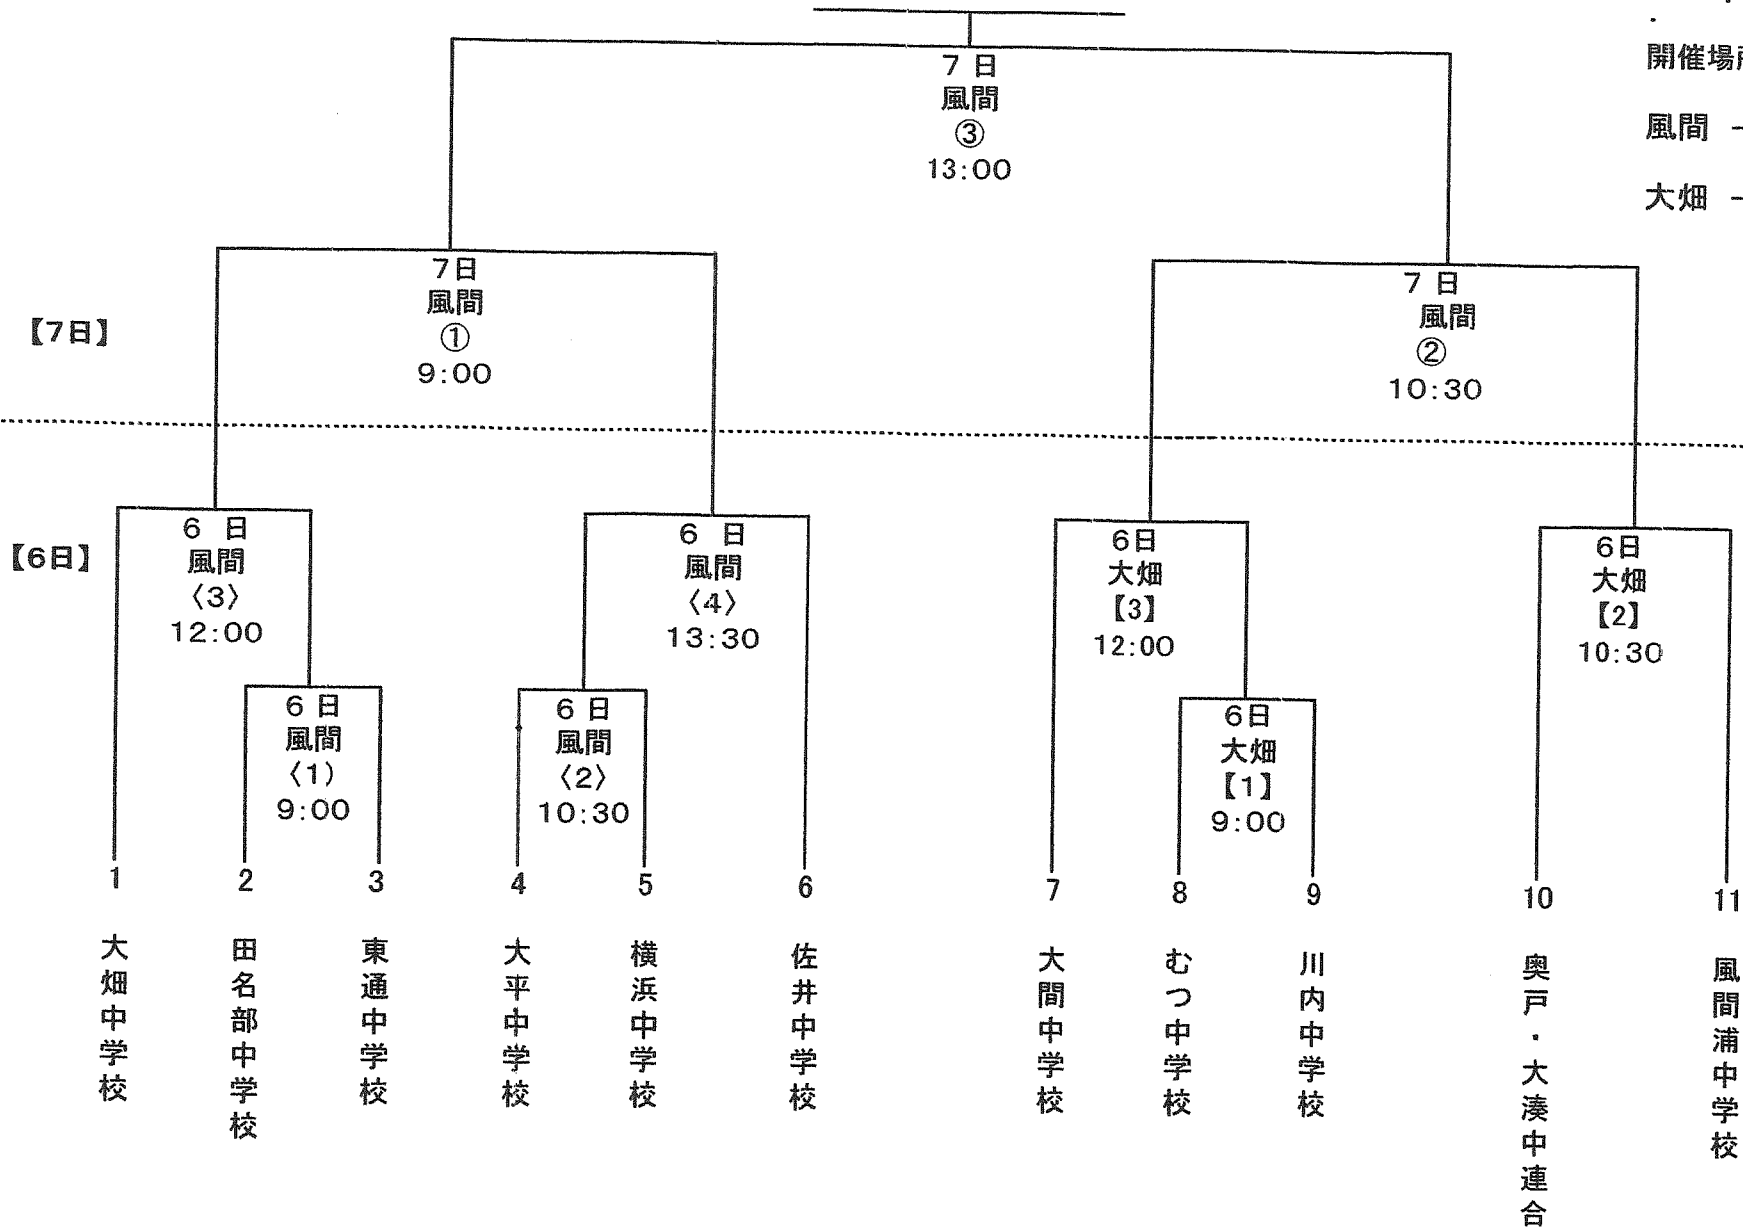 開催場
風間 -
大畑 -
7 日
風間
③
13:00
7日
風間
①
9:00
7 日
風間
②
10:30
【7日】
【6日】
6 日
風間
〈3〉
12:00
6 日
風間
〈4〉
13:30
6日
大畑
【3】
12:00
6日
大畑
【2】
10:30
6 日
風間
〈1〉
9:00
6 日
風間
〈2〉
10:30
6日
大畑
【1】
9:00
1
2
3
4
5
6
7
8
9
10
11
大畑中学校
田名部中学校
東通中学校
大平中学校
横浜中学校
佐井中学校
大間中学校
むつ中学校
川内中学校
奥戸・大湊中連合
風間浦中学校